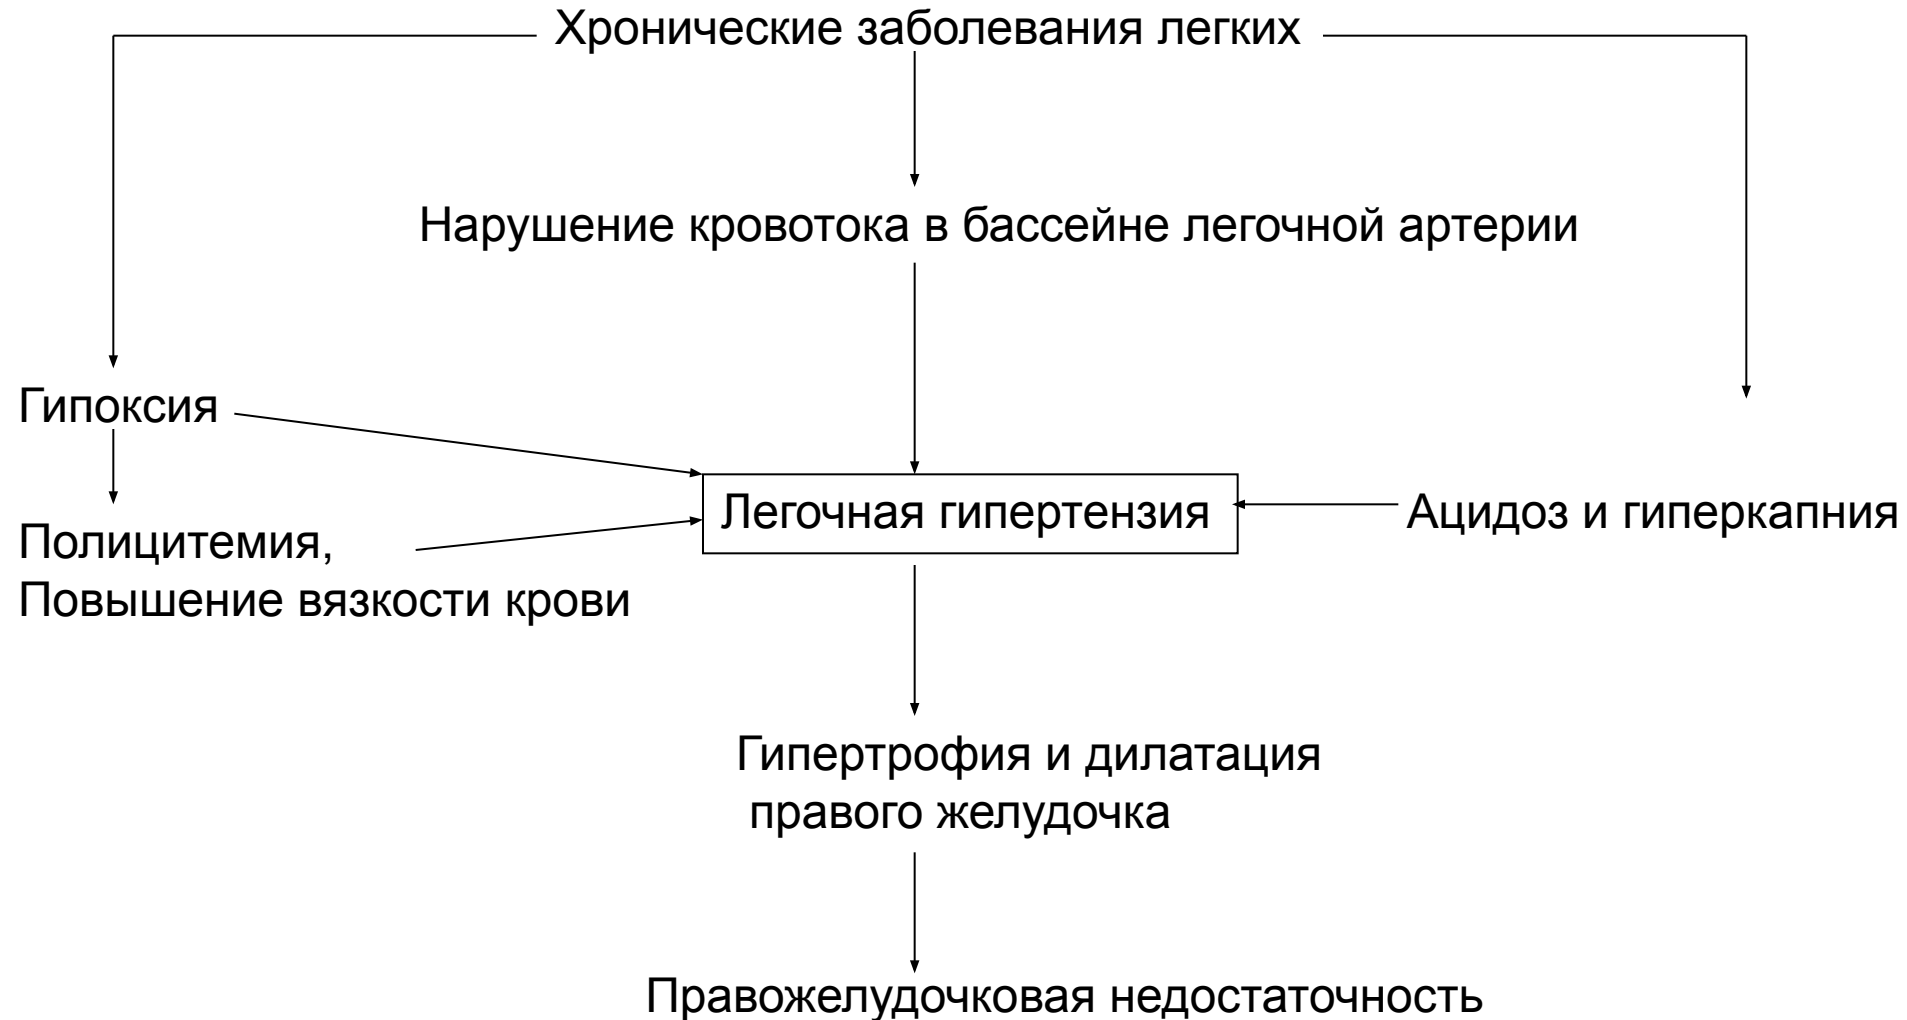 Хронические заболевания легких
Нарушение кровотока в бассейне легочной артерии
Гипоксия
Легочная гипертензия
Ацидоз и гиперкапния
Полицитемия,
Повышение вязкости крови
Гипертрофия и дилатация
правого желудочка
Правожелудочковая недостаточность